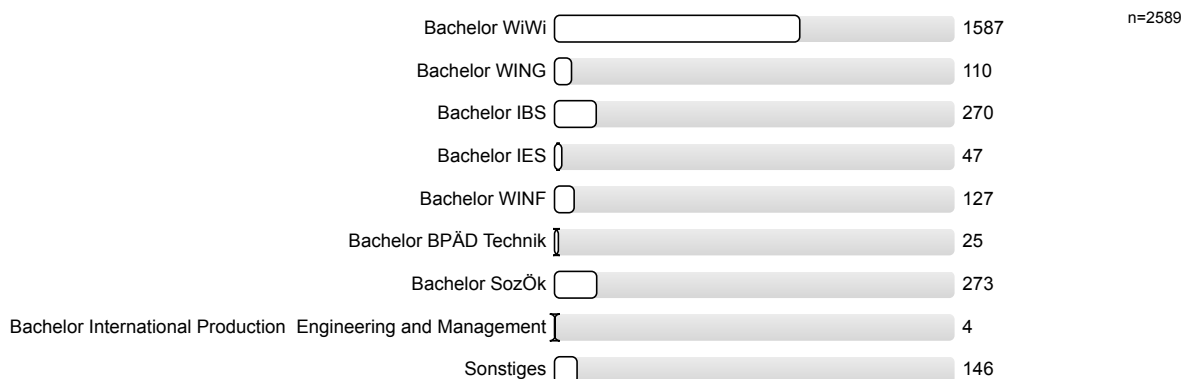 n=2589
Bachelor WiWi 1587
Bachelor WING 110
Bachelor IBS 270
Bachelor IES 47
Bachelor WINF 127
Bachelor BPÄD Technik 25
Bachelor SozÖk 273
Bachelor International Production  Engineering and Management 4
Sonstiges 146